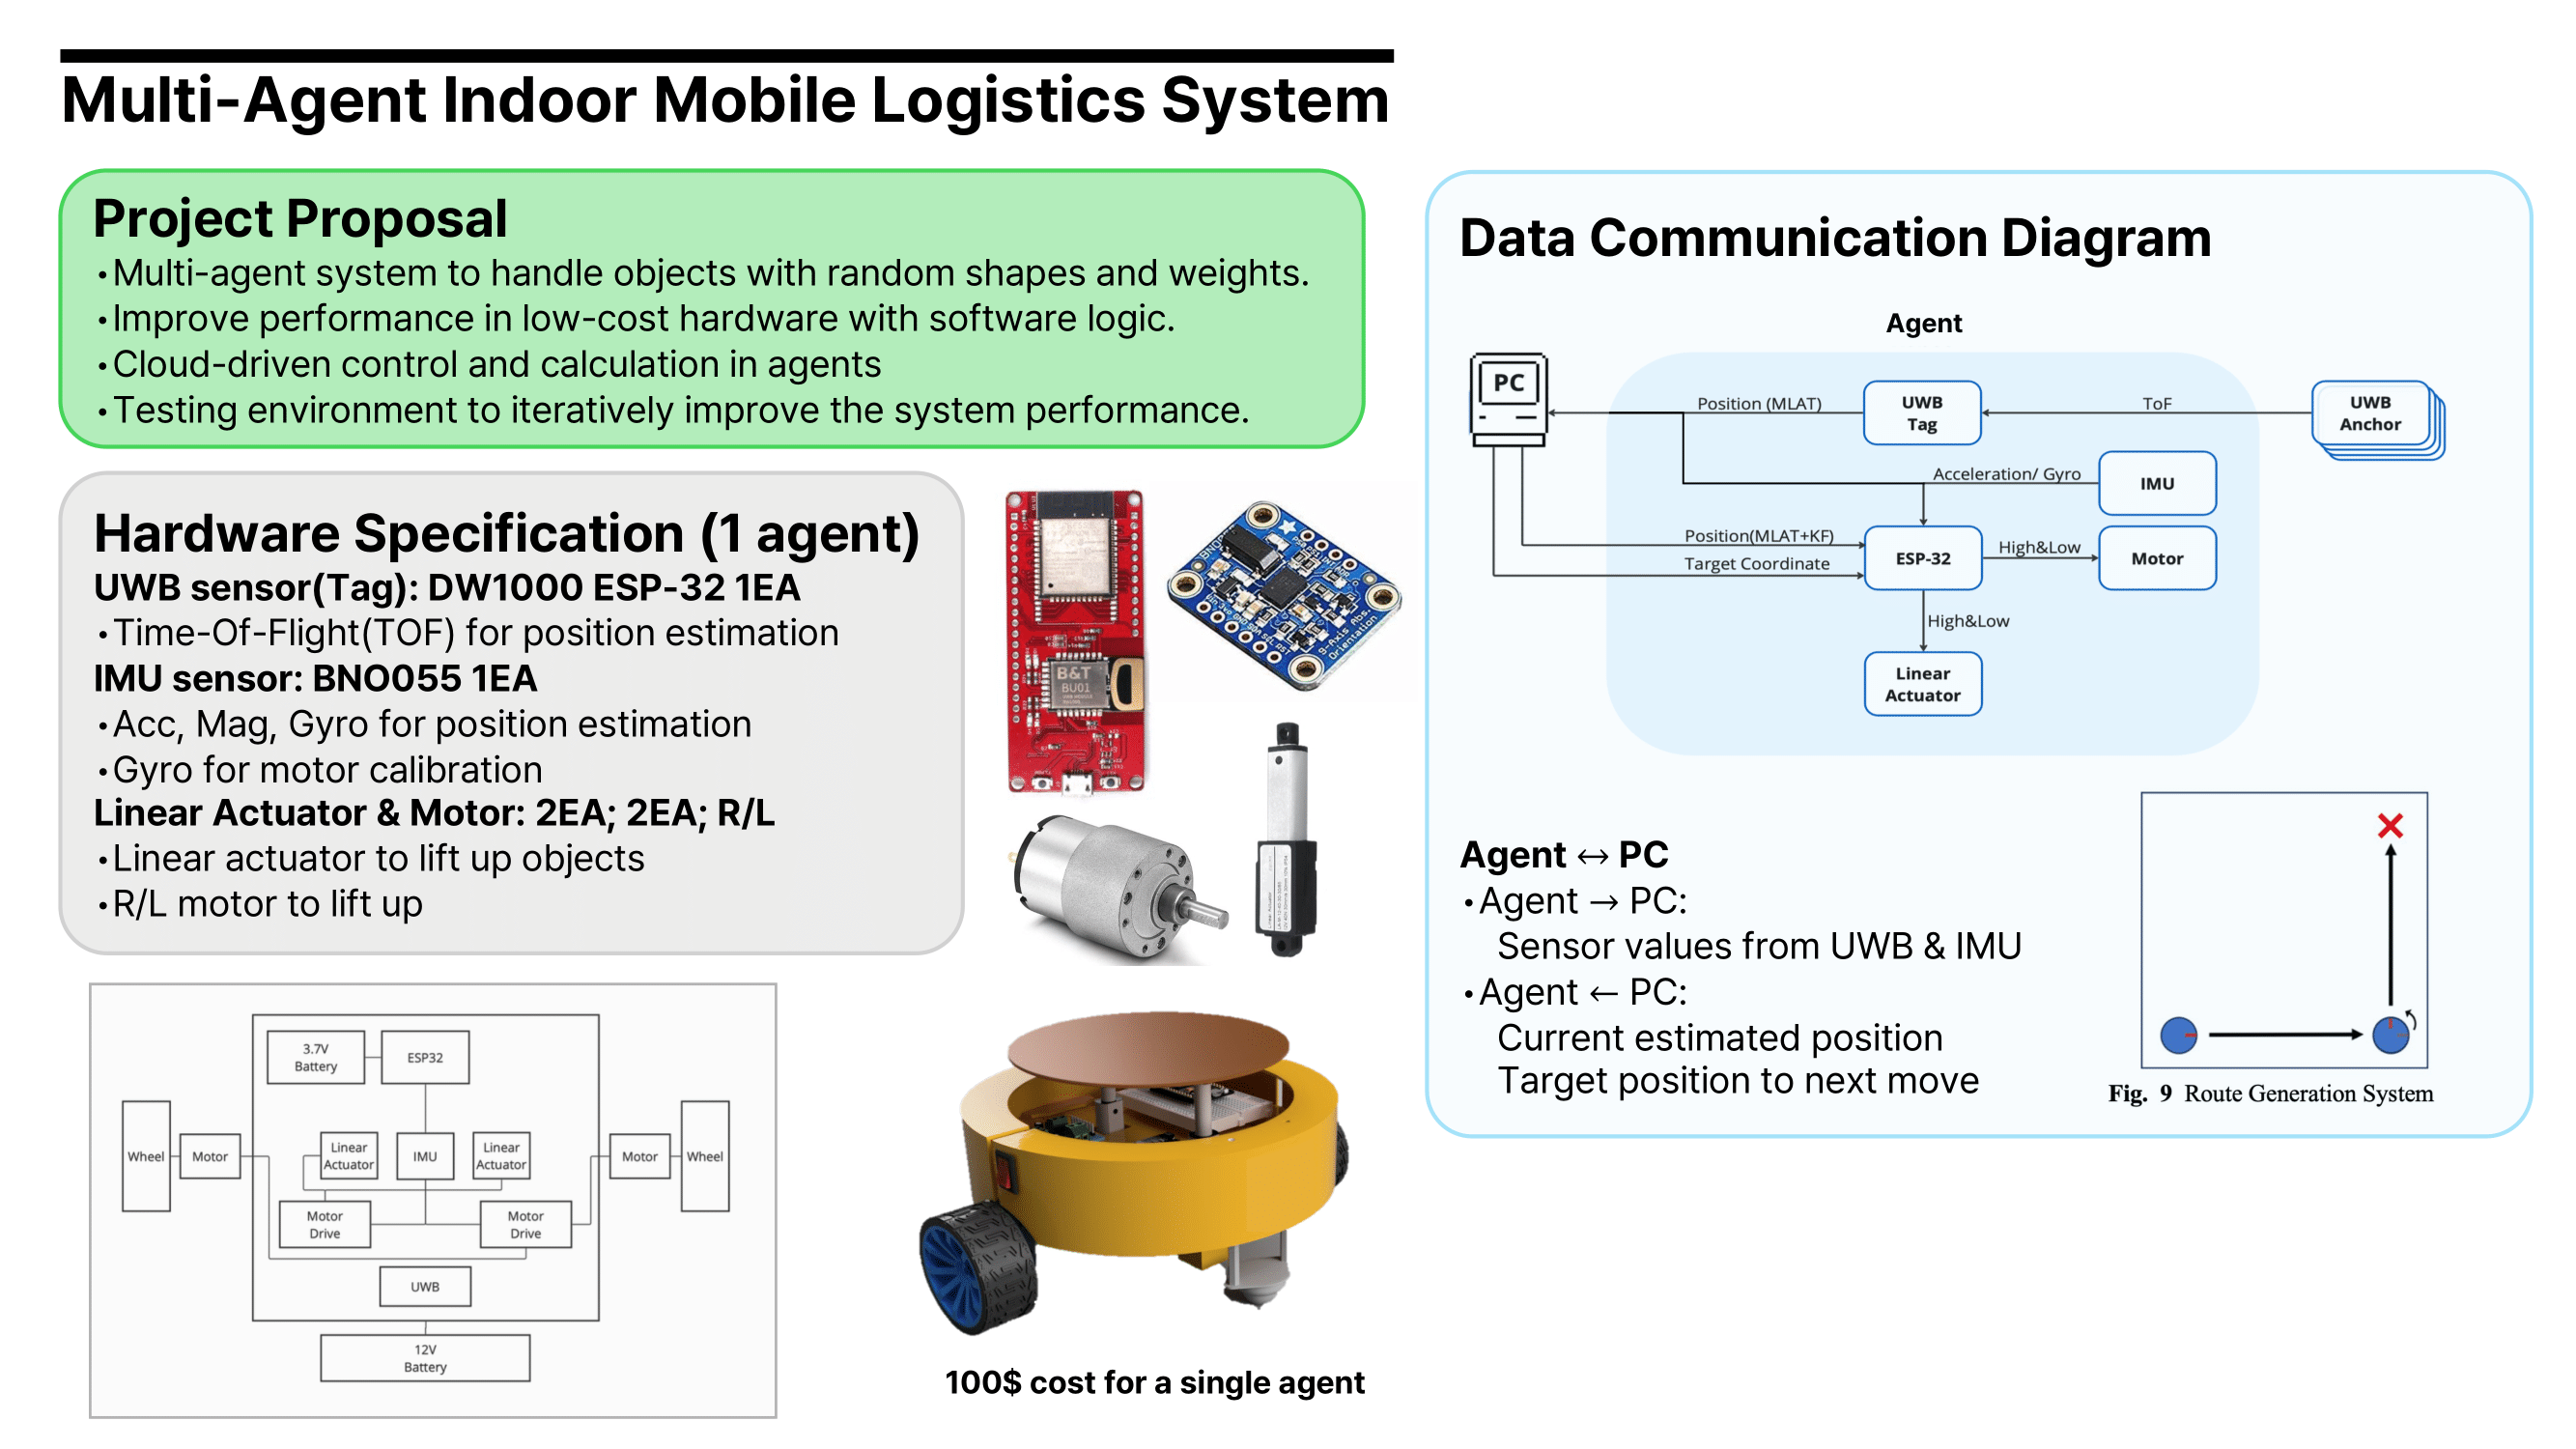 Multi-Agent Indoor Mobile Logistics System
Project Proposal
•Multi-agent system to handle objects with random shapes and weights.
•Improve performance in low-cost hardware with software logic.
•Cloud-driven control and calculation in agents
•Testing environment to iteratively improve the system performance.
Hardware Specification (1 agent)
UWB sensor(Tag): DW1000 ESP-32 1EA
•Time-Of-Flight(TOF) for position estimation
IMU sensor: BNO055 1EA
•Acc, Mag, Gyro for position estimation
•Gyro for motor calibration
Linear Actuator & Motor: 2EA; 2EA; R/L
•Linear actuator to lift up objects
•R/L motor to lift up
B&T
BU01
9-Axis Abs.
Orientation
3.7V
Battery
ESP32
Wheel
Motor
Linear
Actuator
IMU
Linear
Actuator
Motor
Wheel
Motor
Drive
Motor
Drive
UWB
12V
Battery
100$ cost for a single agent
Data Communication Diagram
Agent
PC
Position (MLAT)
UWB
Tag
ToF
UWB
Anchor
Acceleration/ Gyro
IMU
Position(MLAT+KF)
Target Coordinate
ESP-32
High&Low
Motor
High&Low
Linear
Actuator
Agent ↔ PC
•Agent → PC:
Sensor values from UWB & IMU
•Agent ← PC:
Current estimated position
Target position to next move
Fig. 9 Route Generation System